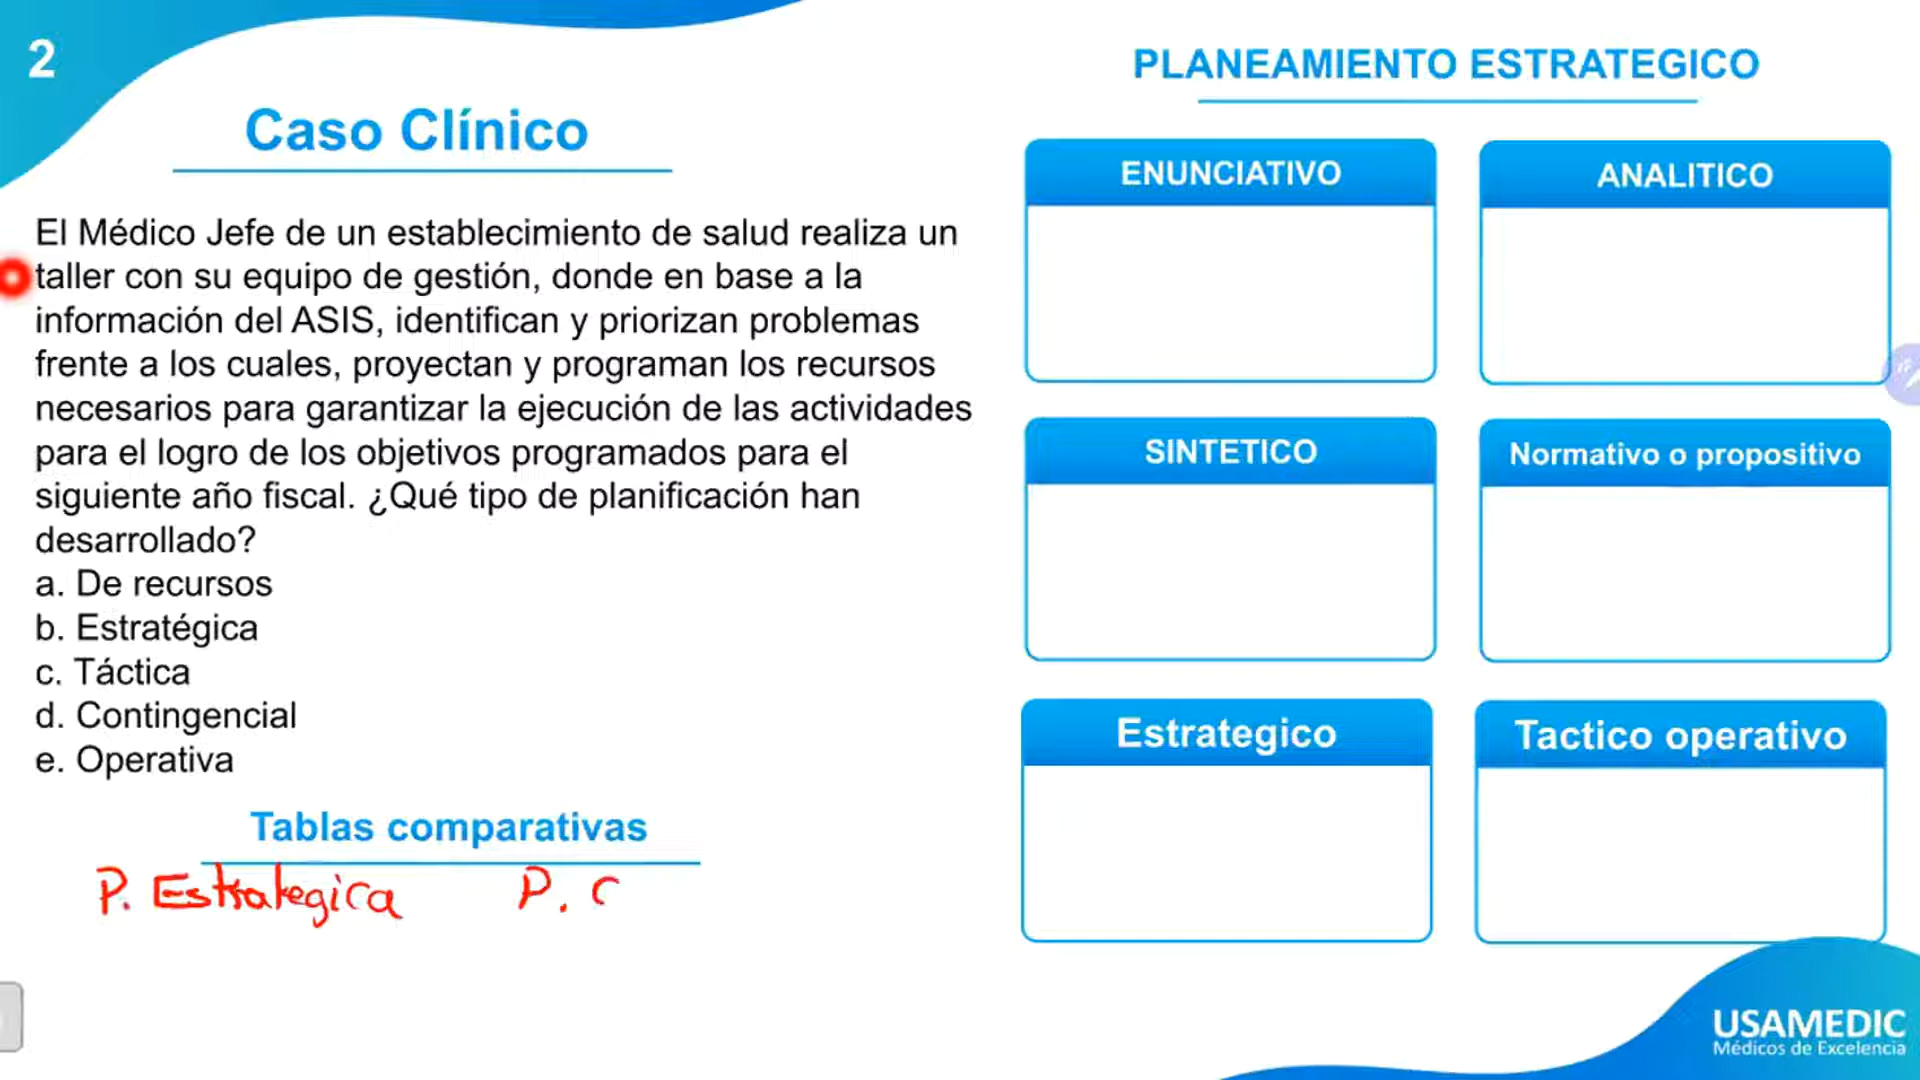 2
Caso Clínico
El Médico Jefe de un establecimiento de salud realiza un
taller con su equipo de gestión, donde en base a la
información del ASIS, identifican y priorizan problemas
frente a los cuales, proyectan y programan los recursos
necesarios para garantizar la ejecución de las actividades
para el logro de los objetivos programados para el
siguiente año fiscal. ¿Qué tipo de planificación han
desarrollado?
a. De recursos
b. Estratégica
c. Táctica
d. Contingencial
e. Operativa
Tablas comparativas
P. Estrategica P. C
PLANEAMIENTO ESTRATEGICO
ENUNCIATIVO
ANALITICO
SINTETICO
Normativo o propositivo
Estrategico
Tactico operativo
USAMEDIC
Médicos de Excelencia